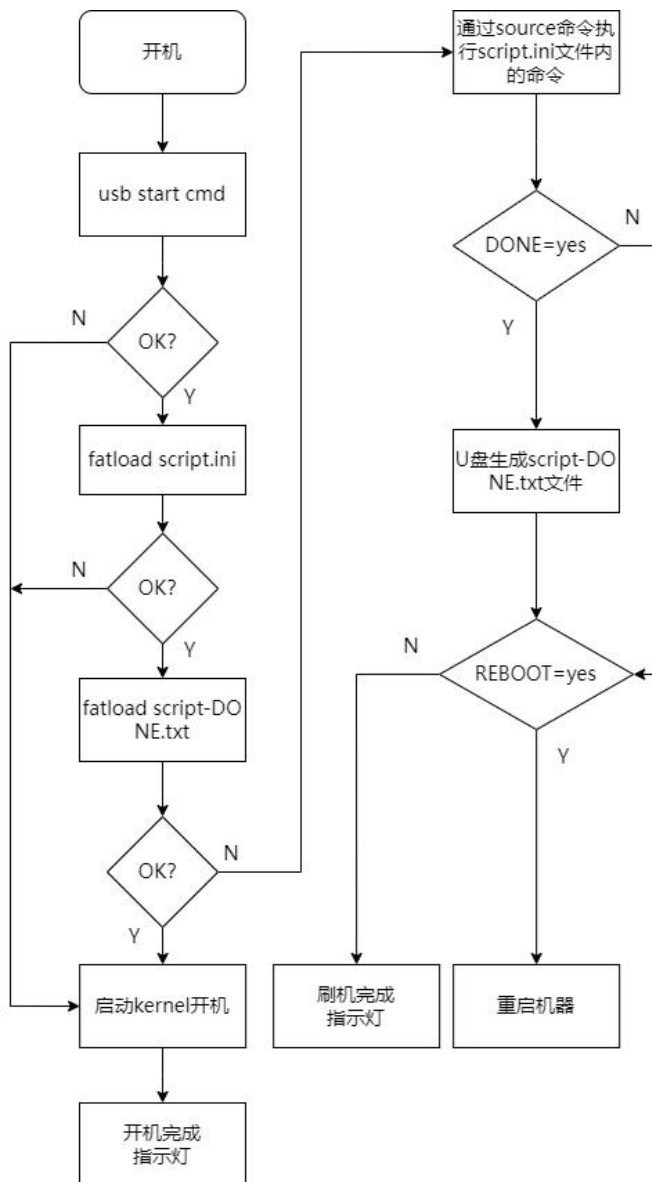 开机
usb start cmd
N
OK?
Y
fatload script.ini
N
OK?
Y
fatload script-DO
NE.txt
OK?
N
Y
启动kernel开机
开机完成
指示灯
通过source命令执
行script.ini文件内
的命令
DONE=yes
N
Y
U盘生成script-DO
NE.txt文件
N
REBOOT=yes
Y
刷机完成
指示灯
重启机器